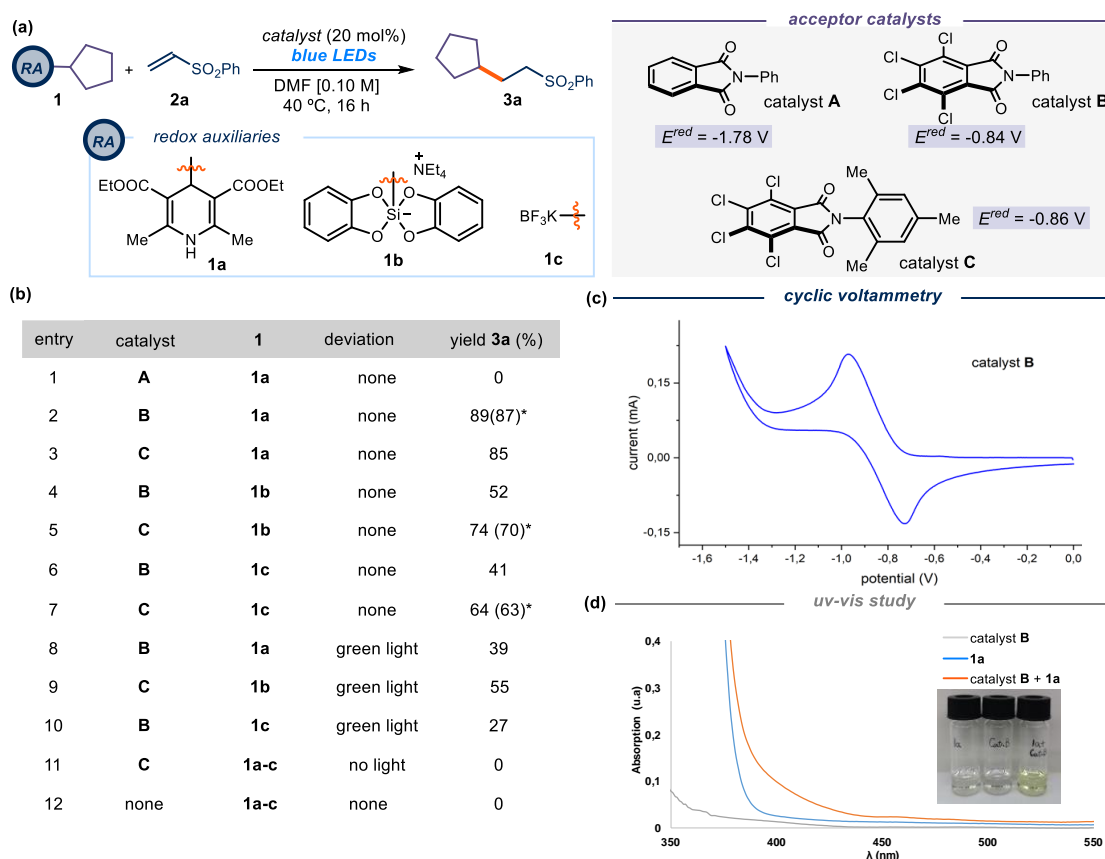 (a)
RA
1
+
2a
SO2Ph
catalyst (20 mol%)
blue LEDs
DMF [0.10 M]
40 ºC, 16 h
SO2Ph
3a
RA
redox auxiliaries
EtOOC
COOEt
Me
N
H
Me
1a
+
NEt4
O
O
Si
−
O
O
1b
BF3K
1c
acceptor catalysts
O
N−Ph
O
catalyst A
E^red = -1.78 V
Cl
Cl
Cl
Cl
O
N−Ph
O
catalyst B
E^red = -0.84 V
Cl
Cl
Cl
Cl
O
N
O
Me
Me
Me
catalyst C
E^red = -0.86 V
(b)
entry catalyst 1 deviation yield 3a (%)
1 A 1a none 0
2 B 1a none 89(87)*
3 C 1a none 85
4 B 1b none 52
5 C 1b none 74 (70)*
6 B 1c none 41
7 C 1c none 64 (63)*
8 B 1a green light 39
9 C 1b green light 55
10 B 1c green light 27
11 C 1a-c no light 0
12 none 1a-c none 0
(c)
cyclic voltammetry
catalyst B
current (mA)
0,15
0,00
-0,15
-1,6 -1,4 -1,2 -1,0 -0,8 -0,6 -0,4 -0,2 0,0
potential (V)
(d)
uv-vis study
catalyst B
1a
catalyst B + 1a
Absorption (u.a)
0,4
0,3
0,2
0,1
0
350 400 450 500 550
λ (nm)
1a
Cat.B
1a+
Cat.B